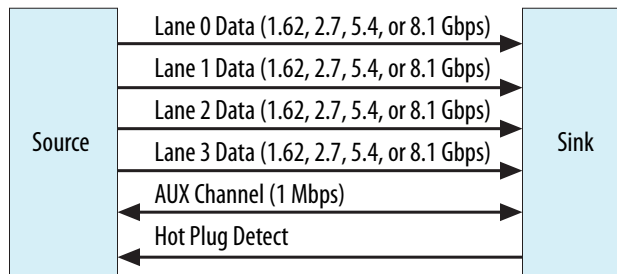 Lane 0 Data (1.62, 2.7, 5.4, or 8.1 Gbps)
Lane 1 Data (1.62, 2.7, 5.4, or 8.1 Gbps)
Lane 2 Data (1.62, 2.7, 5.4, or 8.1 Gbps)
Source
Sink
Lane 3 Data (1.62, 2.7, 5.4, or 8.1 Gbps)
AUX Channel (1 Mbps)
Hot Plug Detect